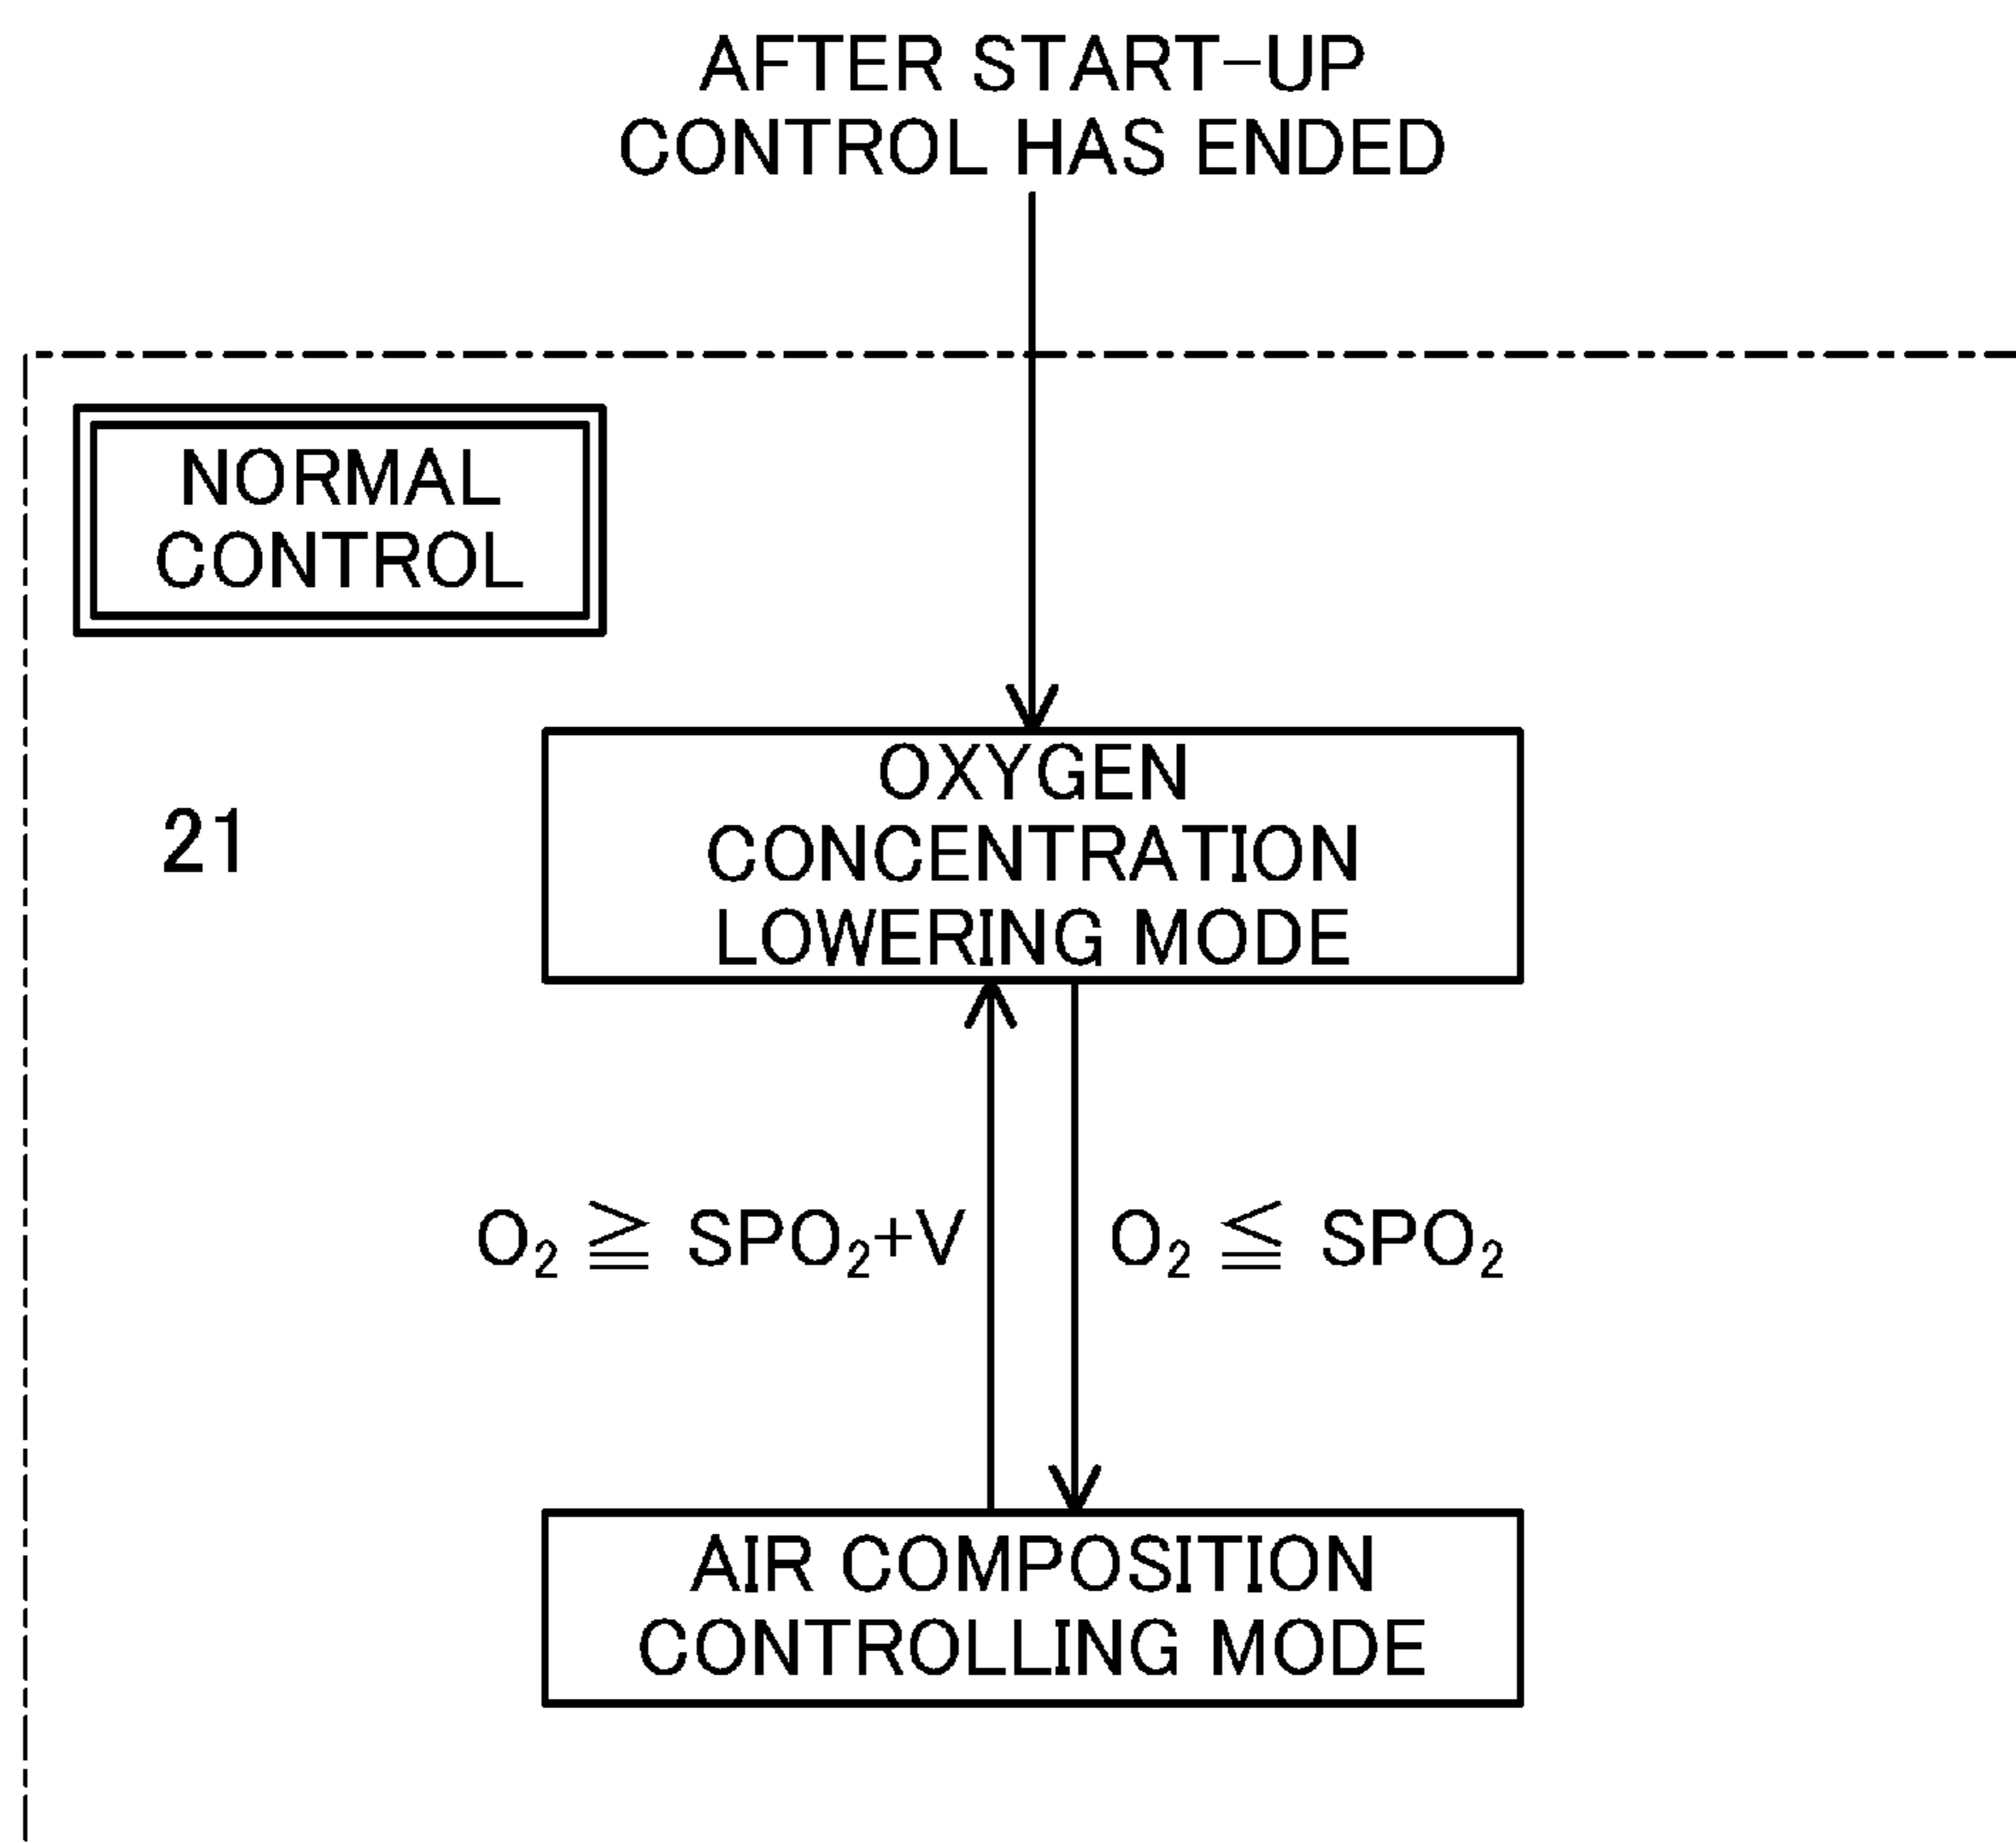 AFTER START-UP
CONTROL HAS ENDED
NORMAL
CONTROL
21
OXYGEN
CONCENTRATION
LOWERING MODE
O₂ ≧ SPO₂+V
O₂ ≦ SPO₂
AIR COMPOSITION
CONTROLLING MODE